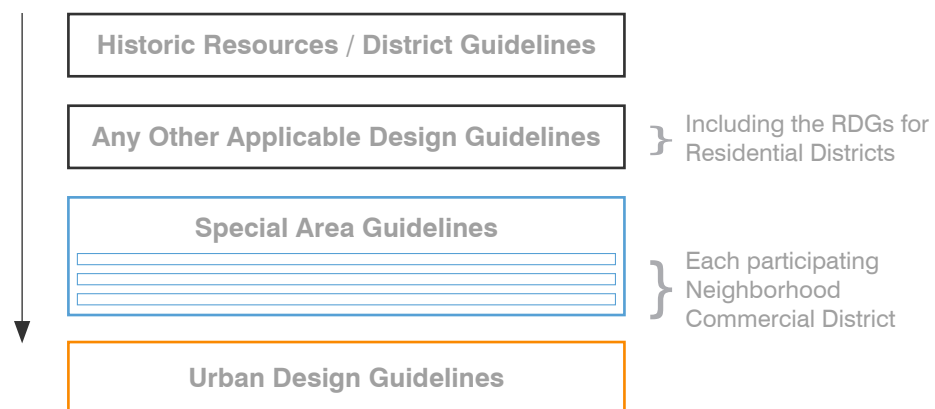 Historic Resources / District Guidelines
Any Other Applicable Design Guidelines
Including the RDGs for
Residential Districts
Special Area Guidelines
Each participating
Neighborhood
Commercial District
Urban Design Guidelines